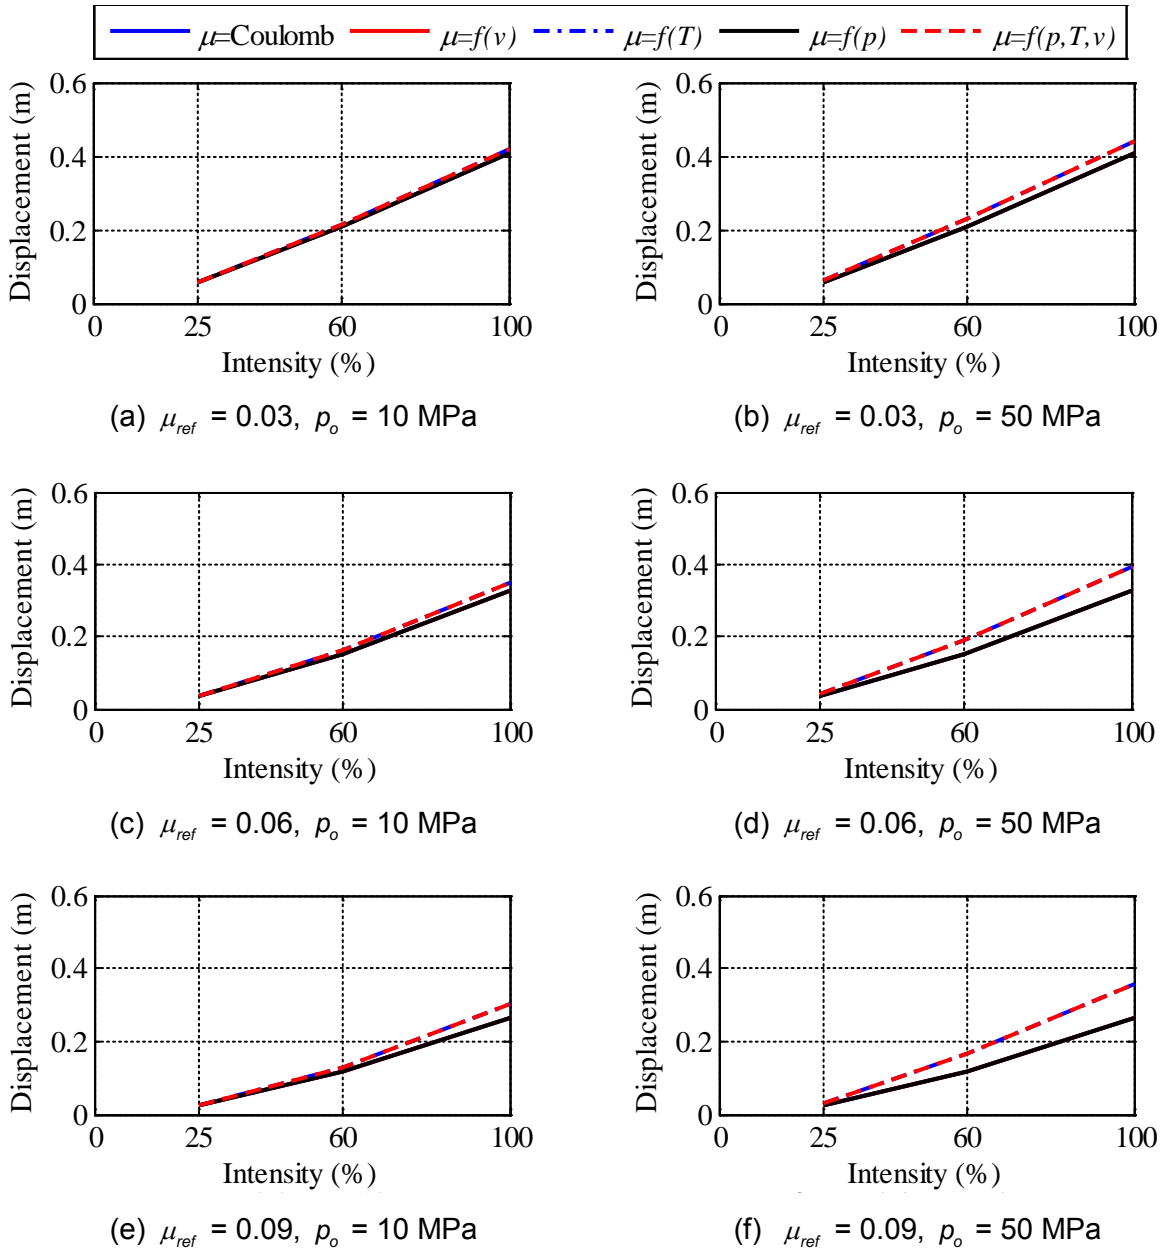 μ=Coulomb μ=f(v) μ=f(T) μ=f(p) μ=f(p,T,v)
0.6 0.4 0.2 0
Displacement (m)
0 25 60 100
Intensity (%)
(a) μref = 0.03, po = 10 MPa
0.6 0.4 0.2 0
Displacement (m)
0 25 60 100
Intensity (%)
(b) μref = 0.03, po = 50 MPa
0.6 0.4 0.2 0
Displacement (m)
0 25 60 100
Intensity (%)
(c) μref = 0.06, po = 10 MPa
0.6 0.4 0.2 0
Displacement (m)
0 25 60 100
Intensity (%)
(d) μref = 0.06, po = 50 MPa
0.6 0.4 0.2 0
Displacement (m)
0 25 60 100
Intensity (%)
(e) μref = 0.09, po = 10 MPa
0.6 0.4 0.2 0
Displacement (m)
0 25 60 100
Intensity (%)
(f) μref = 0.09, po = 50 MPa